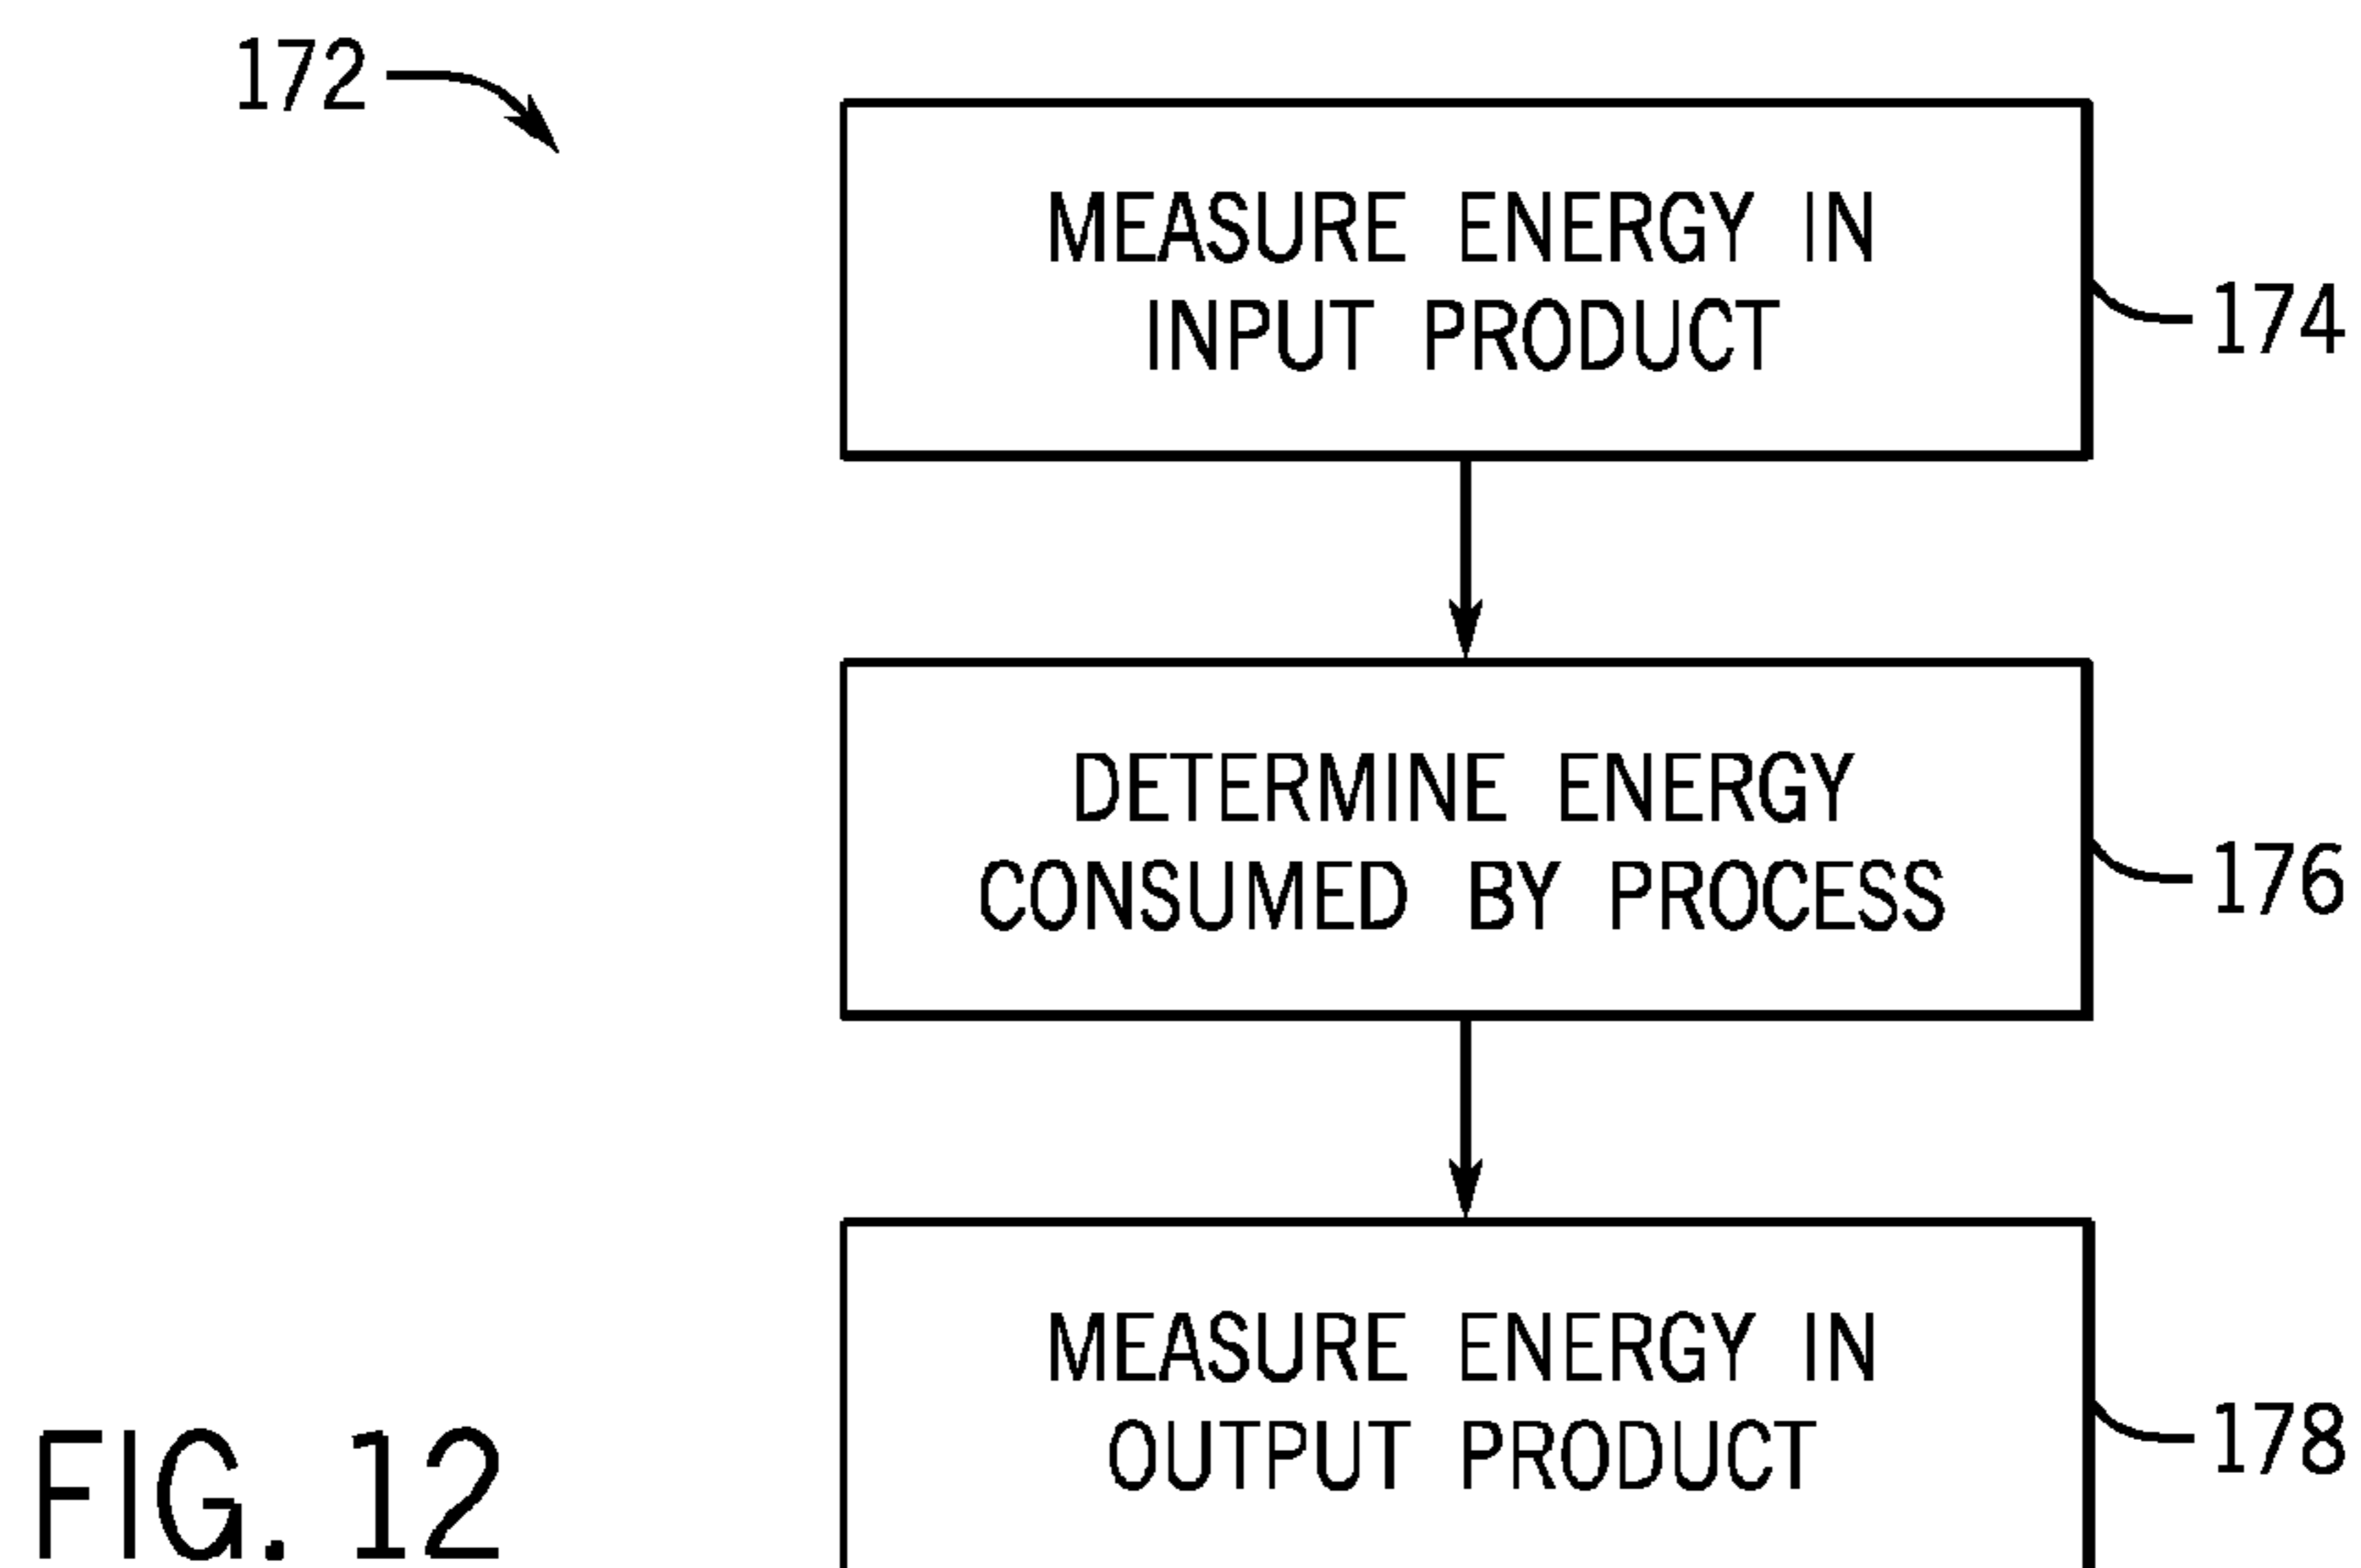 172
MEASURE ENERGY IN
INPUT PRODUCT
174
DETERMINE ENERGY
CONSUMED BY PROCESS
176
MEASURE ENERGY IN
OUTPUT PRODUCT
178
FIG. 12